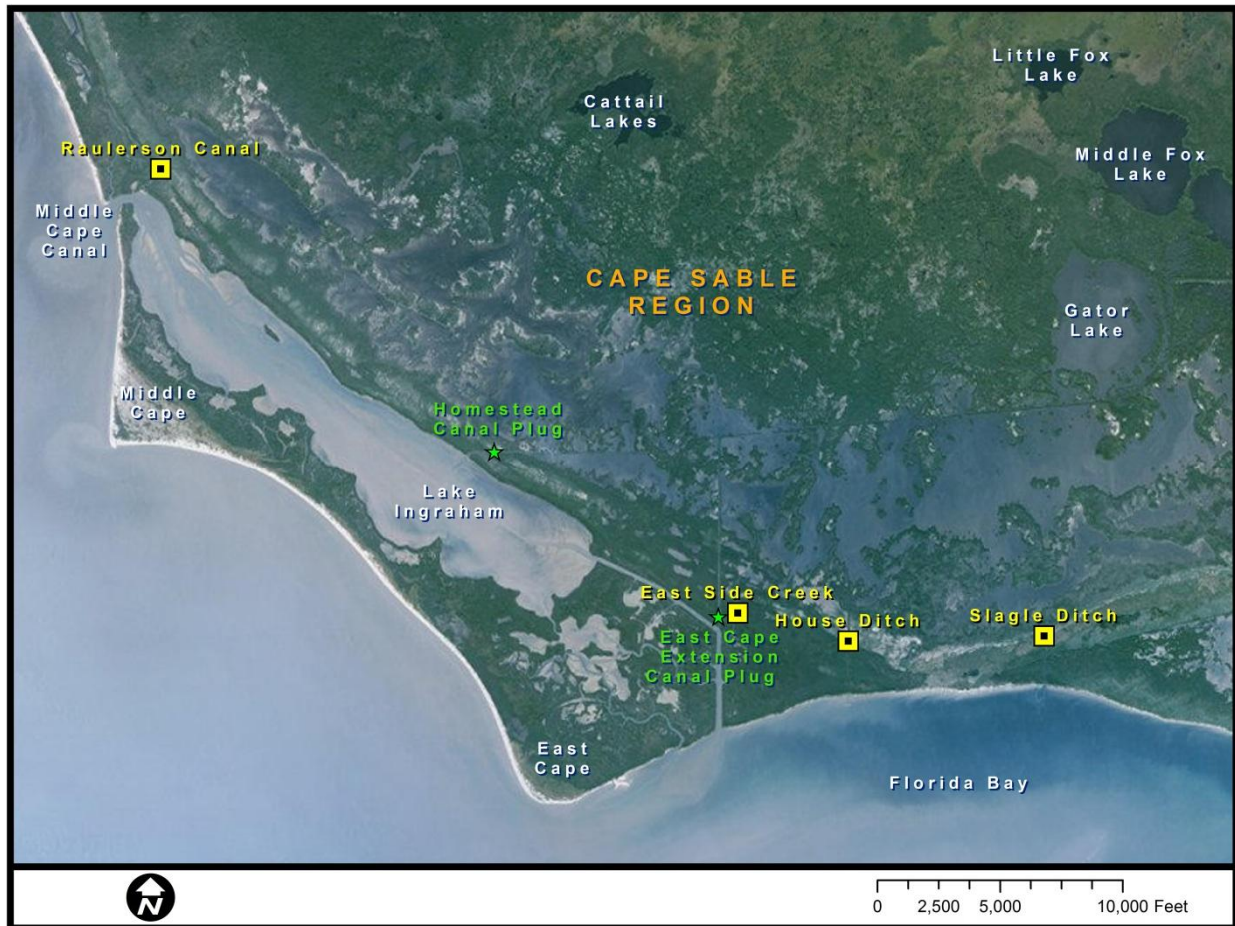 Little Fox
Lake
Cattail
Lakes
Raulerson Canal
Middle Fox
Lake
Middle
Cape
Canal
CAPE SABLE
REGION
Gator
Lake
Middle
Cape
Homestead
Canal Plug
Lake
Ingraham
East Side Creek
House Ditch
Slagle Ditch
East Cape
Extension
Canal Plug
East
Cape
Florida Bay
N
0 2,500 5,000 10,000 Feet